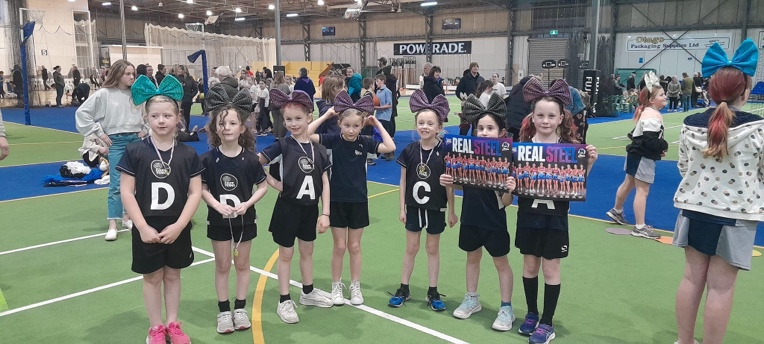 POWERADE
Otago
Packaging Supplies Ltd
REAL STEEL
REAL STEEL
D
D
A
C
A